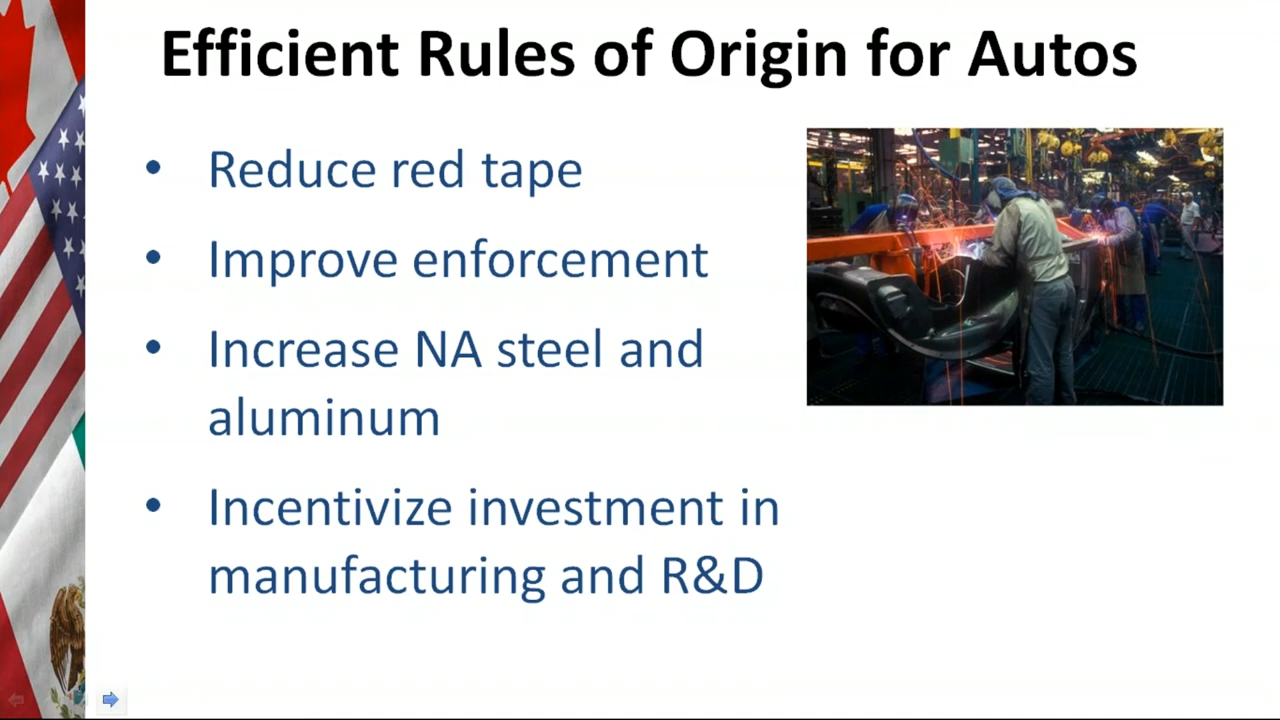 Efficient Rules of Origin for Autos
• Reduce red tape
• Improve enforcement
• Increase NA steel and
aluminum
• Incentivize investment in
manufacturing and R&D